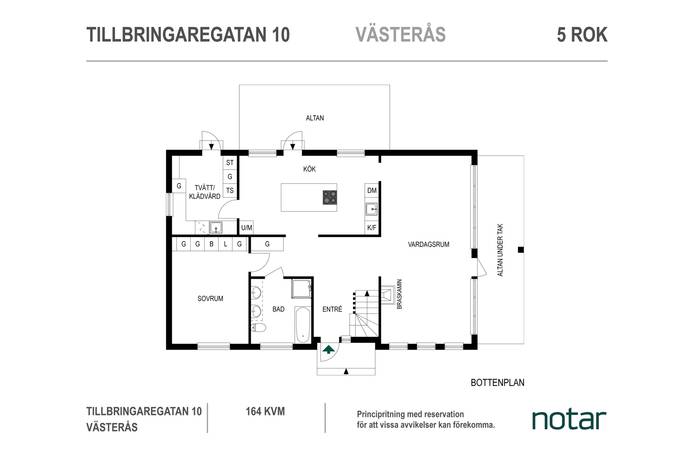 TILLBRINGAREGATAN 10 VÄSTERÅS 5 ROK
ALTAN
ST
G
TS
G
TVÄTT/
KLÄDVÅRD
U/M
KÖK
DM
K/F
G G B L G
G
VARDAGSRUM
ALTAN UNDER TAK
BRASKAMIN
SOVRUM
BAD
ENTRÉ
BOTTENPLAN
TILLBRINGAREGATAN 10
VÄSTERÅS
164 KVM
Principritning med reservation
för att vissa avvikelser kan förekomma.
notar